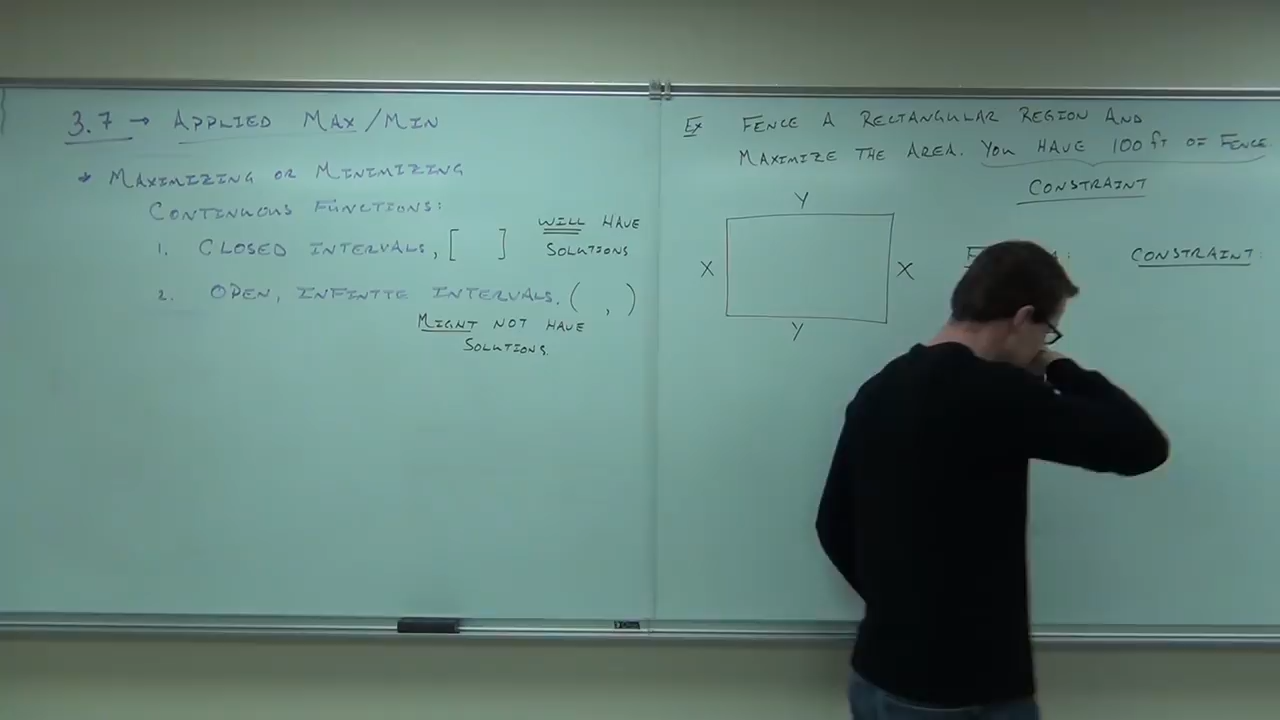 3.7 → APPLIED MAX/MIN
* MAXIMIZING OR MINIMIZING
CONTINUOUS FUNCTIONS:
1. CLOSED INTERVALS, [ ] WILL HAVE
SOLUTIONS
2. OPEN, INFINITE INTERVALS. ( , )
MIGHT NOT HAVE
SOLUTIONS.
EX FENCE A RECTANGULAR REGION AND
MAXIMIZE THE AREA. YOU HAVE 100 ft OF FENCE.
CONSTRAINT
Y
X X
Y
CONSTRAINT: